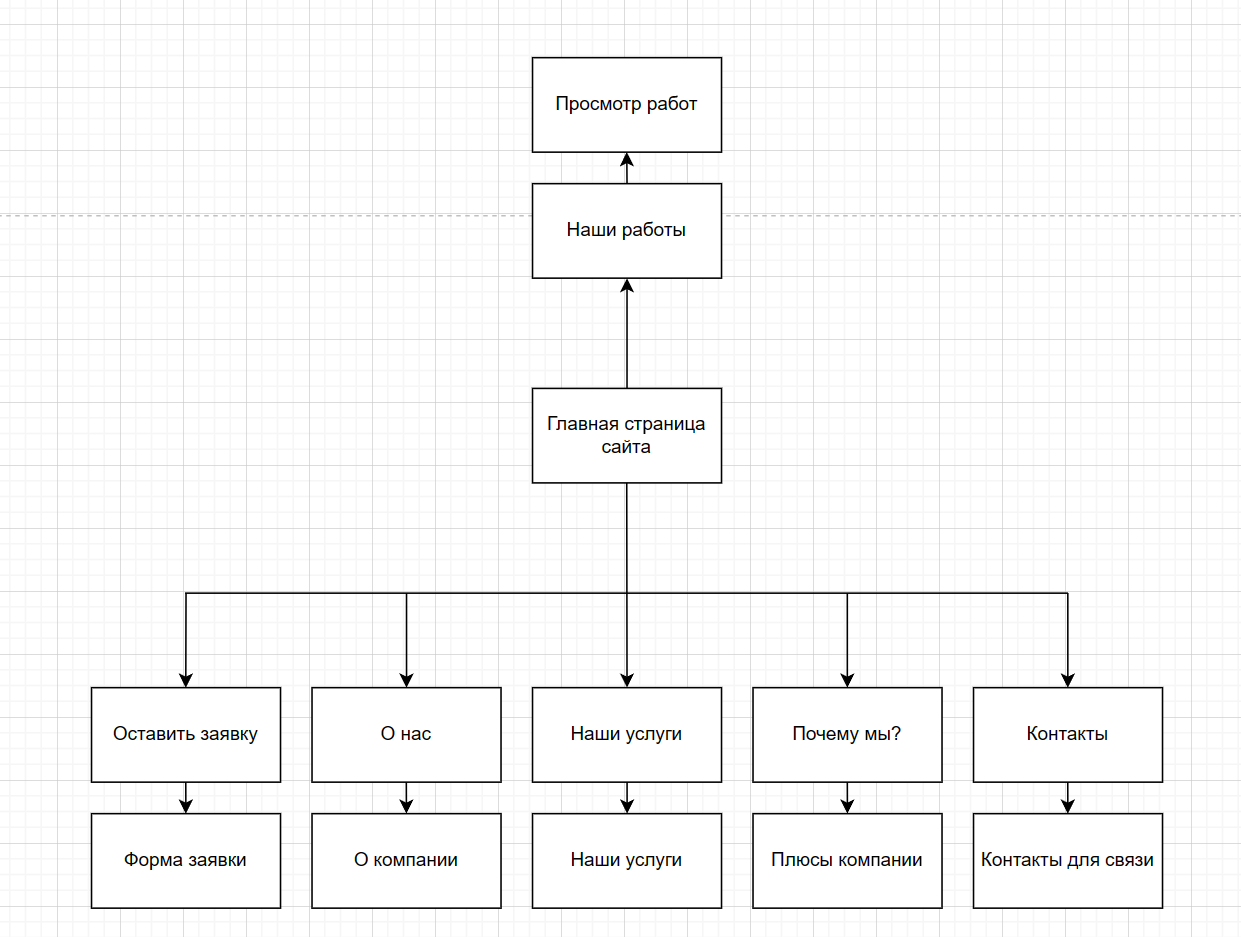 Просмотр работ
Наши работы
Главная страница
сайта
Оставить заявку
О нас
Наши услуги
Почему мы?
Контакты
Форма заявки
О компании
Наши услуги
Плюсы компании
Контакты для связи